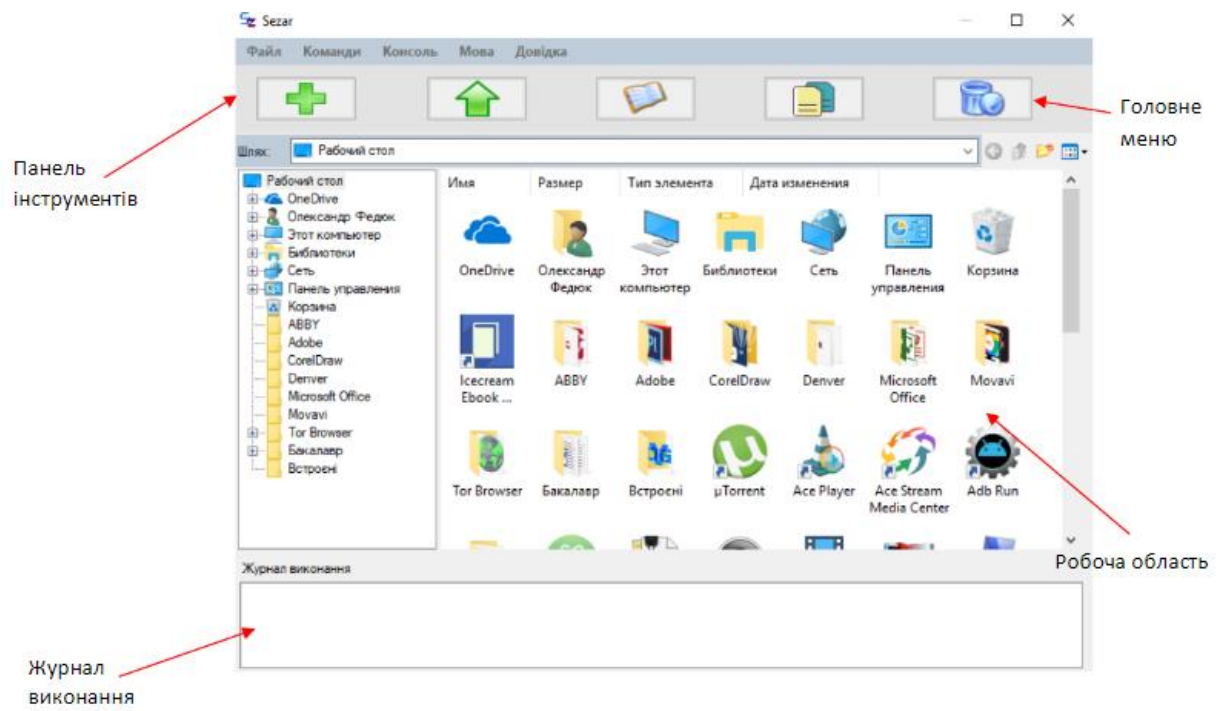 Sezar
Файл Команди Консоль Мова Довідка
Головне
меню
Панель
інструментів
Шлях: Рабочий стол
Рабочий стол
OneDrive
Олександр Федюк
Этот компьютер
Библиотеки
Сеть
Панель управления
Корзина
ABBY
Adobe
CorelDraw
Denver
Microsoft Office
Movavi
Tor Browser
Бакалавр
Встроєні
Имя Размер Тип элемента Дата изменения
OneDrive Олександр Федюк Этот компьютер Библиотеки Сеть Панель управления Корзина
Icecream Ebook ... ABBY Adobe CorelDraw Denver Microsoft Office Movavi
Tor Browser Бакалавр Встроєні µTorrent Ace Player Ace Stream Media Center Adb Run
Робоча область
Журнал виконання
Журнал
виконання